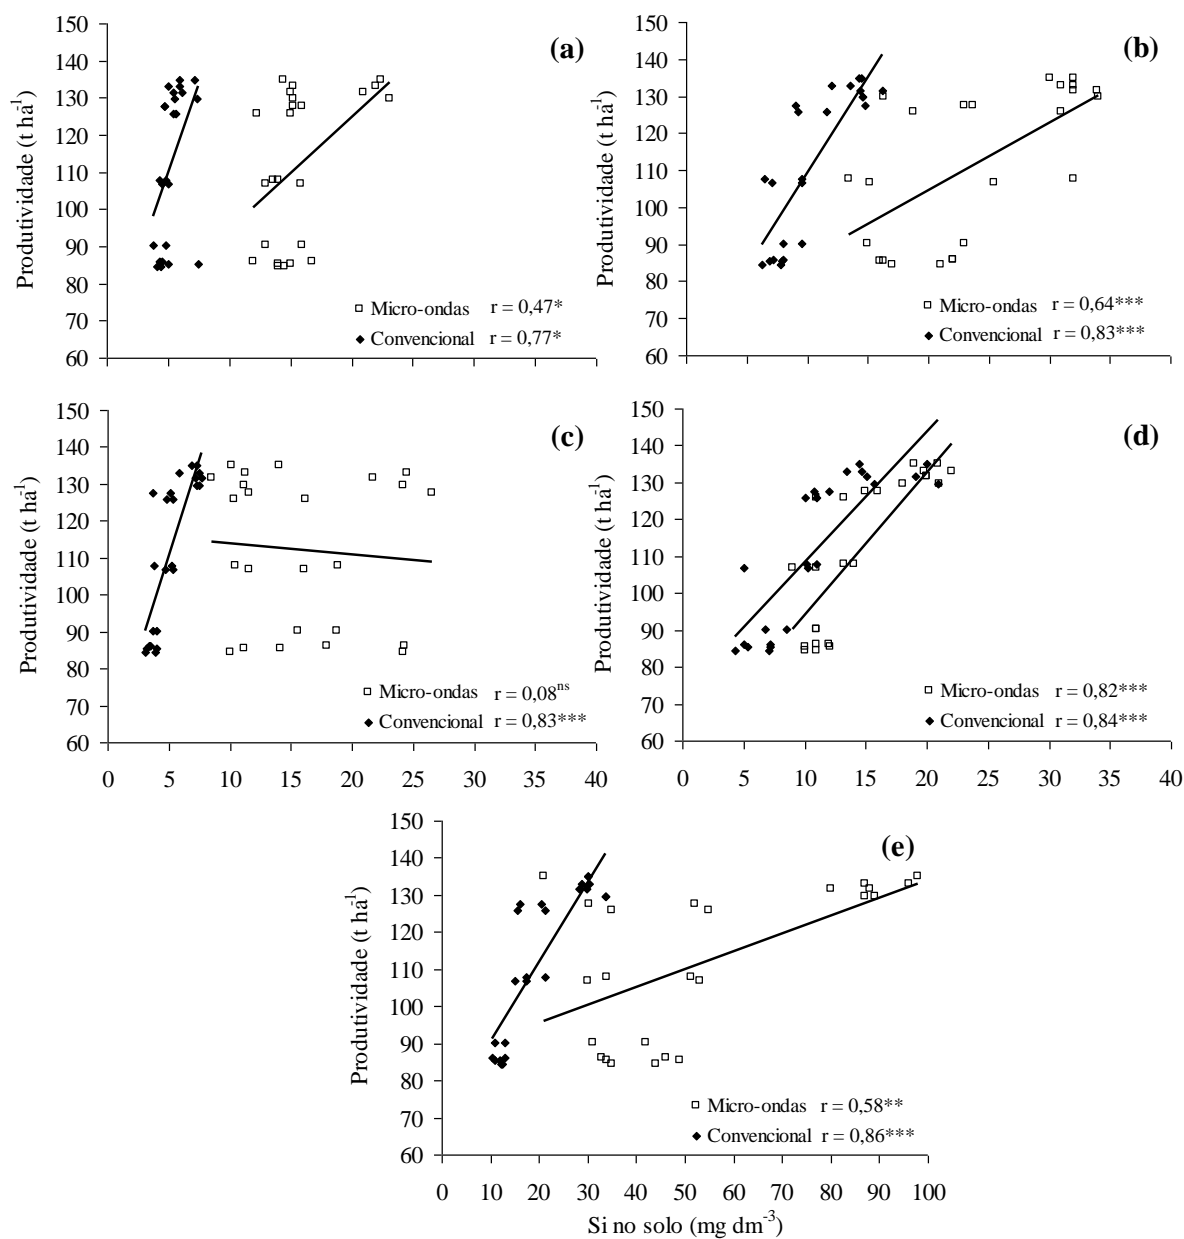 150
140
130
120
110
100
90
80
70
60
Produtividade (t ha⁻¹)
(a)
Micro-ondas r = 0,47*
Convencional r = 0,77*
150
140
130
120
110
100
90
80
70
60
Produtividade (t ha⁻¹)
(b)
Micro-ondas r = 0,64***
Convencional r = 0,83***
150
140
130
120
110
100
90
80
70
60
Produtividade (t ha⁻¹)
(c)
Micro-ondas r = 0,08ⁿˢ
Convencional r = 0,83***
0 5 10 15 20 25 30 35 40
150
140
130
120
110
100
90
80
70
60
Produtividade (t ha⁻¹)
(d)
Micro-ondas r = 0,82***
Convencional r = 0,84***
0 5 10 15 20 25 30 35 40
150
140
130
120
110
100
90
80
70
60
Produtividade (t ha⁻¹)
(e)
Micro-ondas r = 0,58**
Convencional r = 0,86***
0 10 20 30 40 50 60 70 80 90 100
Si no solo (mg dm⁻³)